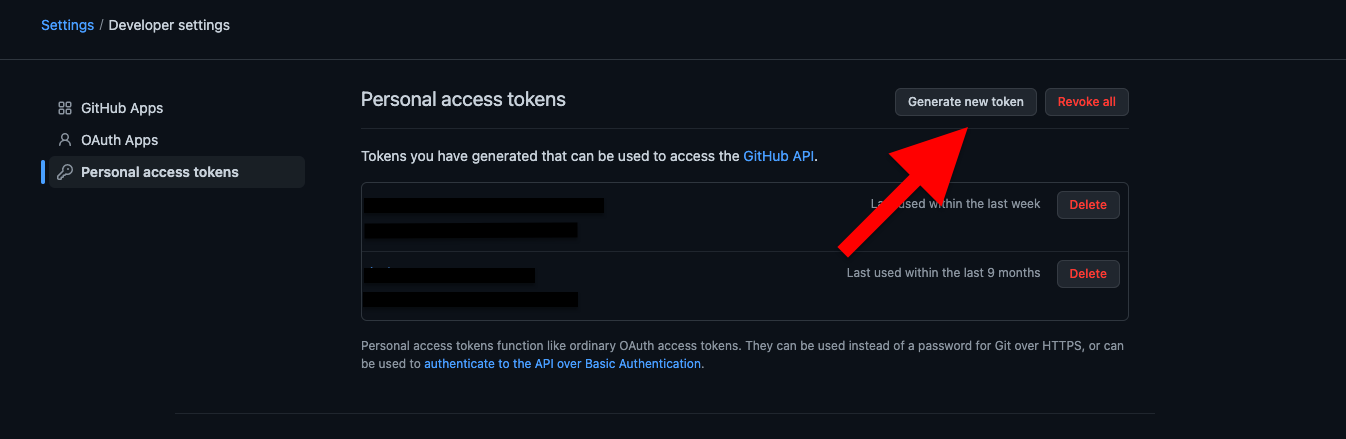 Settings / Developer settings
GitHub Apps
OAuth Apps
Personal access tokens
Personal access tokens
Generate new token
Revoke all
Tokens you have generated that can be used to access the GitHub API.
used within the last week
Delete
Last used within the last 9 months
Delete
Personal access tokens function like ordinary OAuth access tokens. They can be used instead of a password for Git over HTTPS, or can
be used to authenticate to the API over Basic Authentication.